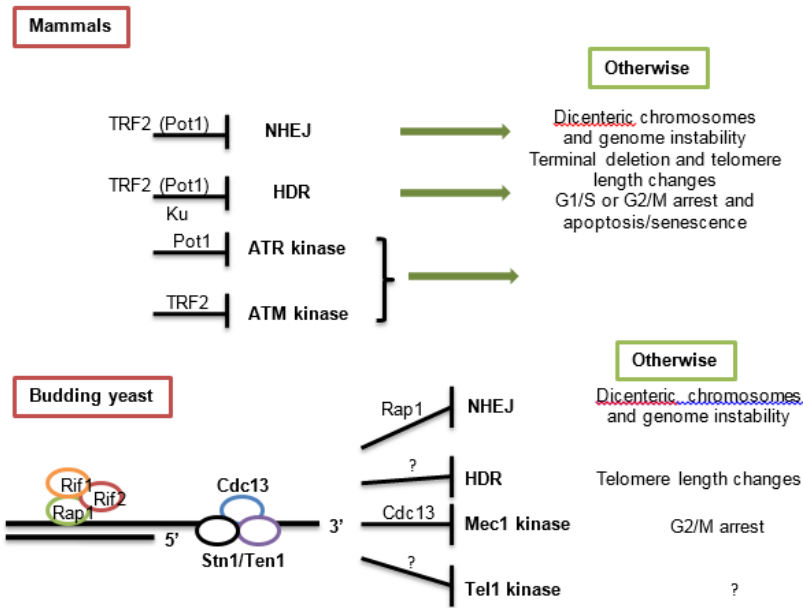 Mammals
Otherwise
TRF2 (Pot1)
NHEJ
Dicenteric chromosomes
and genome instability
Terminal deletion and telomere
length changes
G1/S or G2/M arrest and
apoptosis/senescence
TRF2 (Pot1)
HDR
Ku
Pot1
ATR kinase
TRF2
ATM kinase
Otherwise
Budding yeast
Rap1
NHEJ
Dicenteric chromosomes
and genome instability
Rif1
Rif2
Rap1
Cdc13
?
HDR
Telomere length changes
Cdc13
Mec1 kinase
G2/M arrest
3’
5’
Stn1/Ten1
?
Tel1 kinase
?